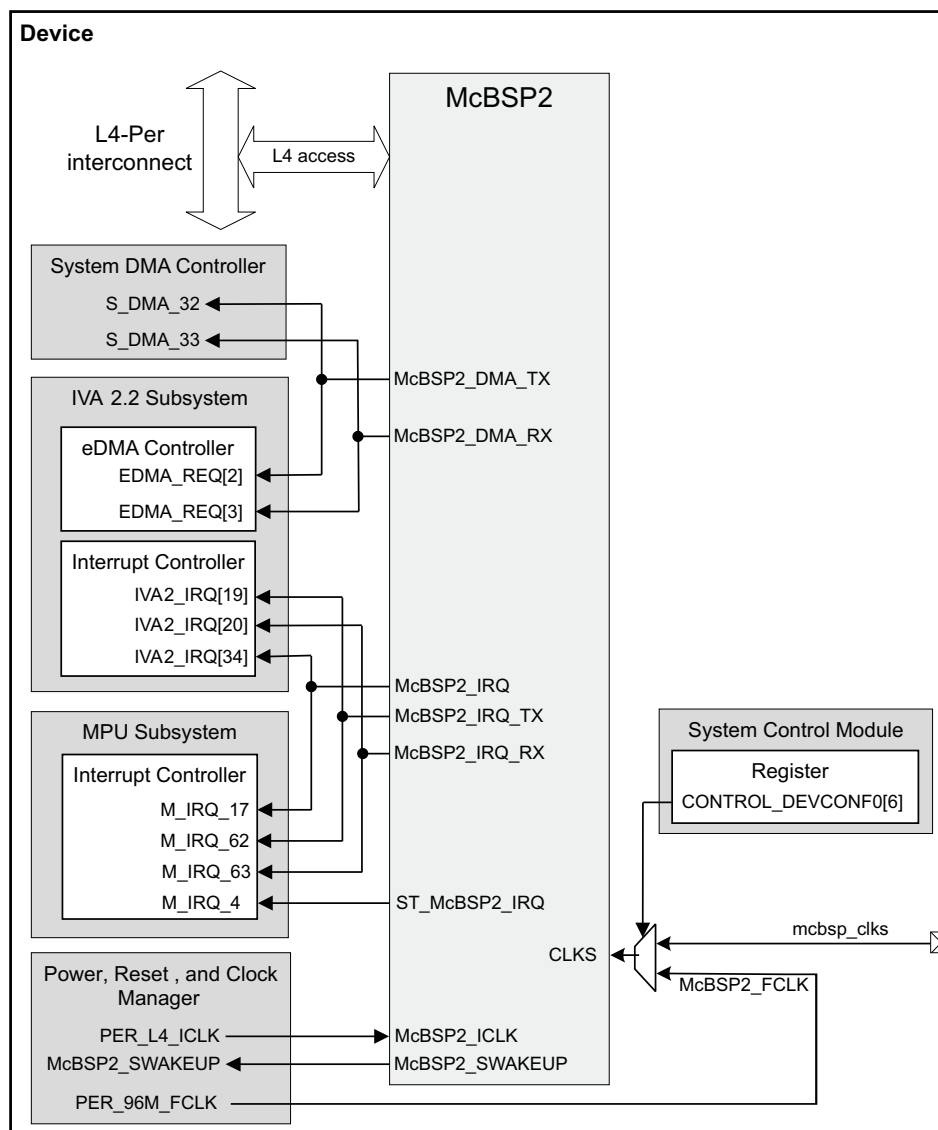 Device
McBSP2
L4-Per
interconnect
L4 access
System DMA Controller
S_DMA_32
S_DMA_33
McBSP2_DMA_TX
McBSP2_DMA_RX
IVA 2.2 Subsystem
eDMA Controller
EDMA_REQ[2]
EDMA_REQ[3]
Interrupt Controller
IVA2_IRQ[19]
IVA2_IRQ[20]
IVA2_IRQ[34]
McBSP2_IRQ
McBSP2_IRQ_TX
McBSP2_IRQ_RX
MPU Subsystem
Interrupt Controller
M_IRQ_17
M_IRQ_62
M_IRQ_63
M_IRQ_4
ST_McBSP2_IRQ
System Control Module
Register
CONTROL_DEVCONF0[6]
mcbsp_clks
CLKS
McBSP2_FCLK
Power, Reset , and Clock
Manager
PER_L4_ICLK
McBSP2_ICLK
McBSP2_SWAKEUP
McBSP2_SWAKEUP
PER_96M_FCLK